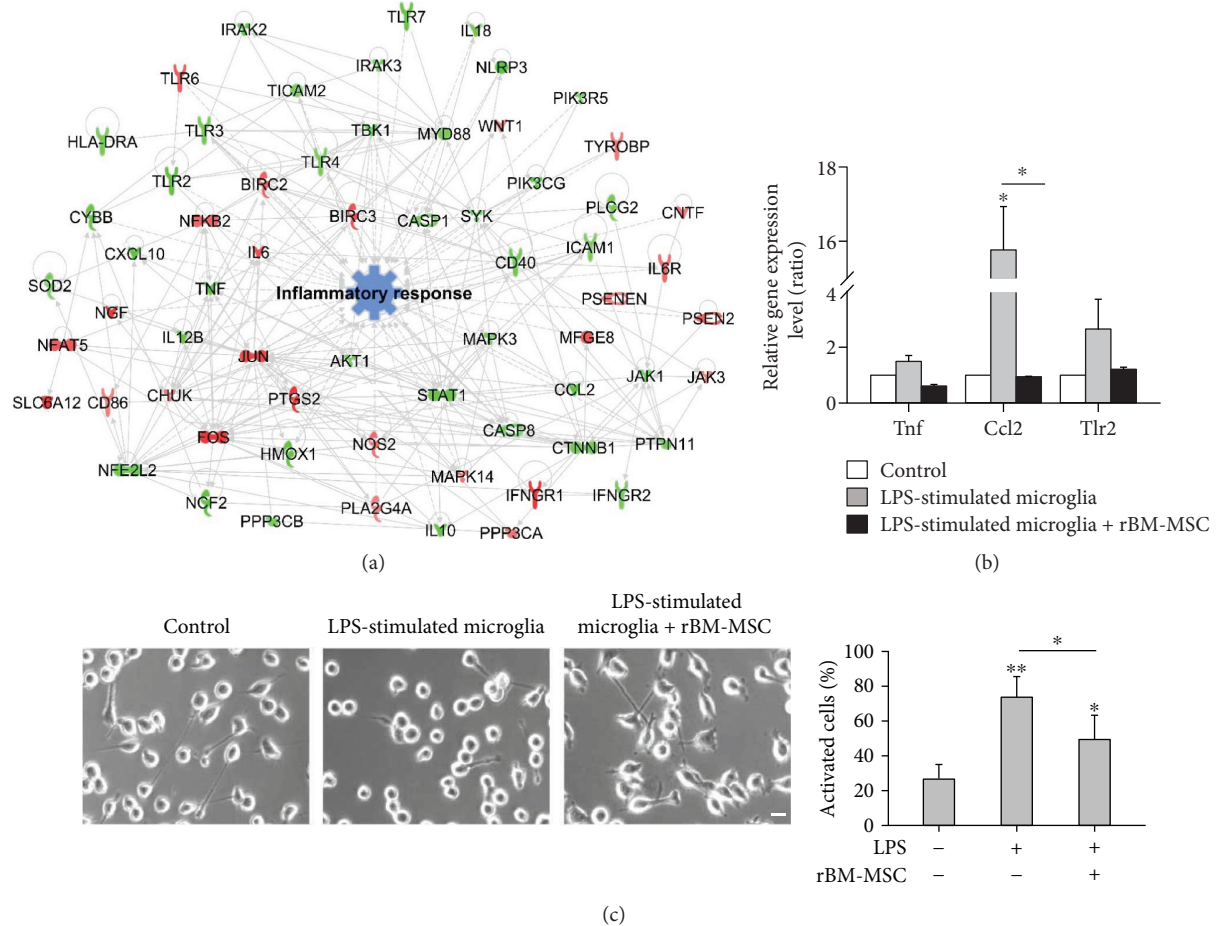 TLR7
IRAK2
IL18
IRAK3
NLRP3
TLR6
TICAM2
PIK3R5
TLR3
TBK1
MYD88
WNT1
HLA-DRA
TYROBP
TLR4
TLR2
BIRC2
PIK3CG
CYBB
NFKB2
BIRC3
CASP1
SYK
PLCG2
CNTF
CXCL10
IL6
ICAM1
CD40
IL6R
SOD2
TNF
Inflammatory response
PSENEN
NGF
PSEN2
NFAT5
IL12B
JUN
AKT1
MAPK3
MFGE8
SLC6A12
CD86
CHUK
PTGS2
STAT1
CCL2
JAK1
JAK3
FOS
NOS2
CASP8
HMOX1
CTNNB1
PTPN11
NFE2L2
MAPK14
NCF2
PLA2G4A
IFNGR1
IFNGR2
PPP3CB
IL10
PPP3CA
(a)
Relative gene expression
level (ratio)
18
16
4
2
0
*
*
Tnf
Ccl2
Tlr2
Control
LPS-stimulated microglia
LPS-stimulated microglia + rBM-MSC
(b)
Control
LPS-stimulated microglia
LPS-stimulated
microglia + rBM-MSC
Activated cells (%)
100
80
60
40
20
0
**
*
*
LPS − + +
rBM-MSC − − +
(c)